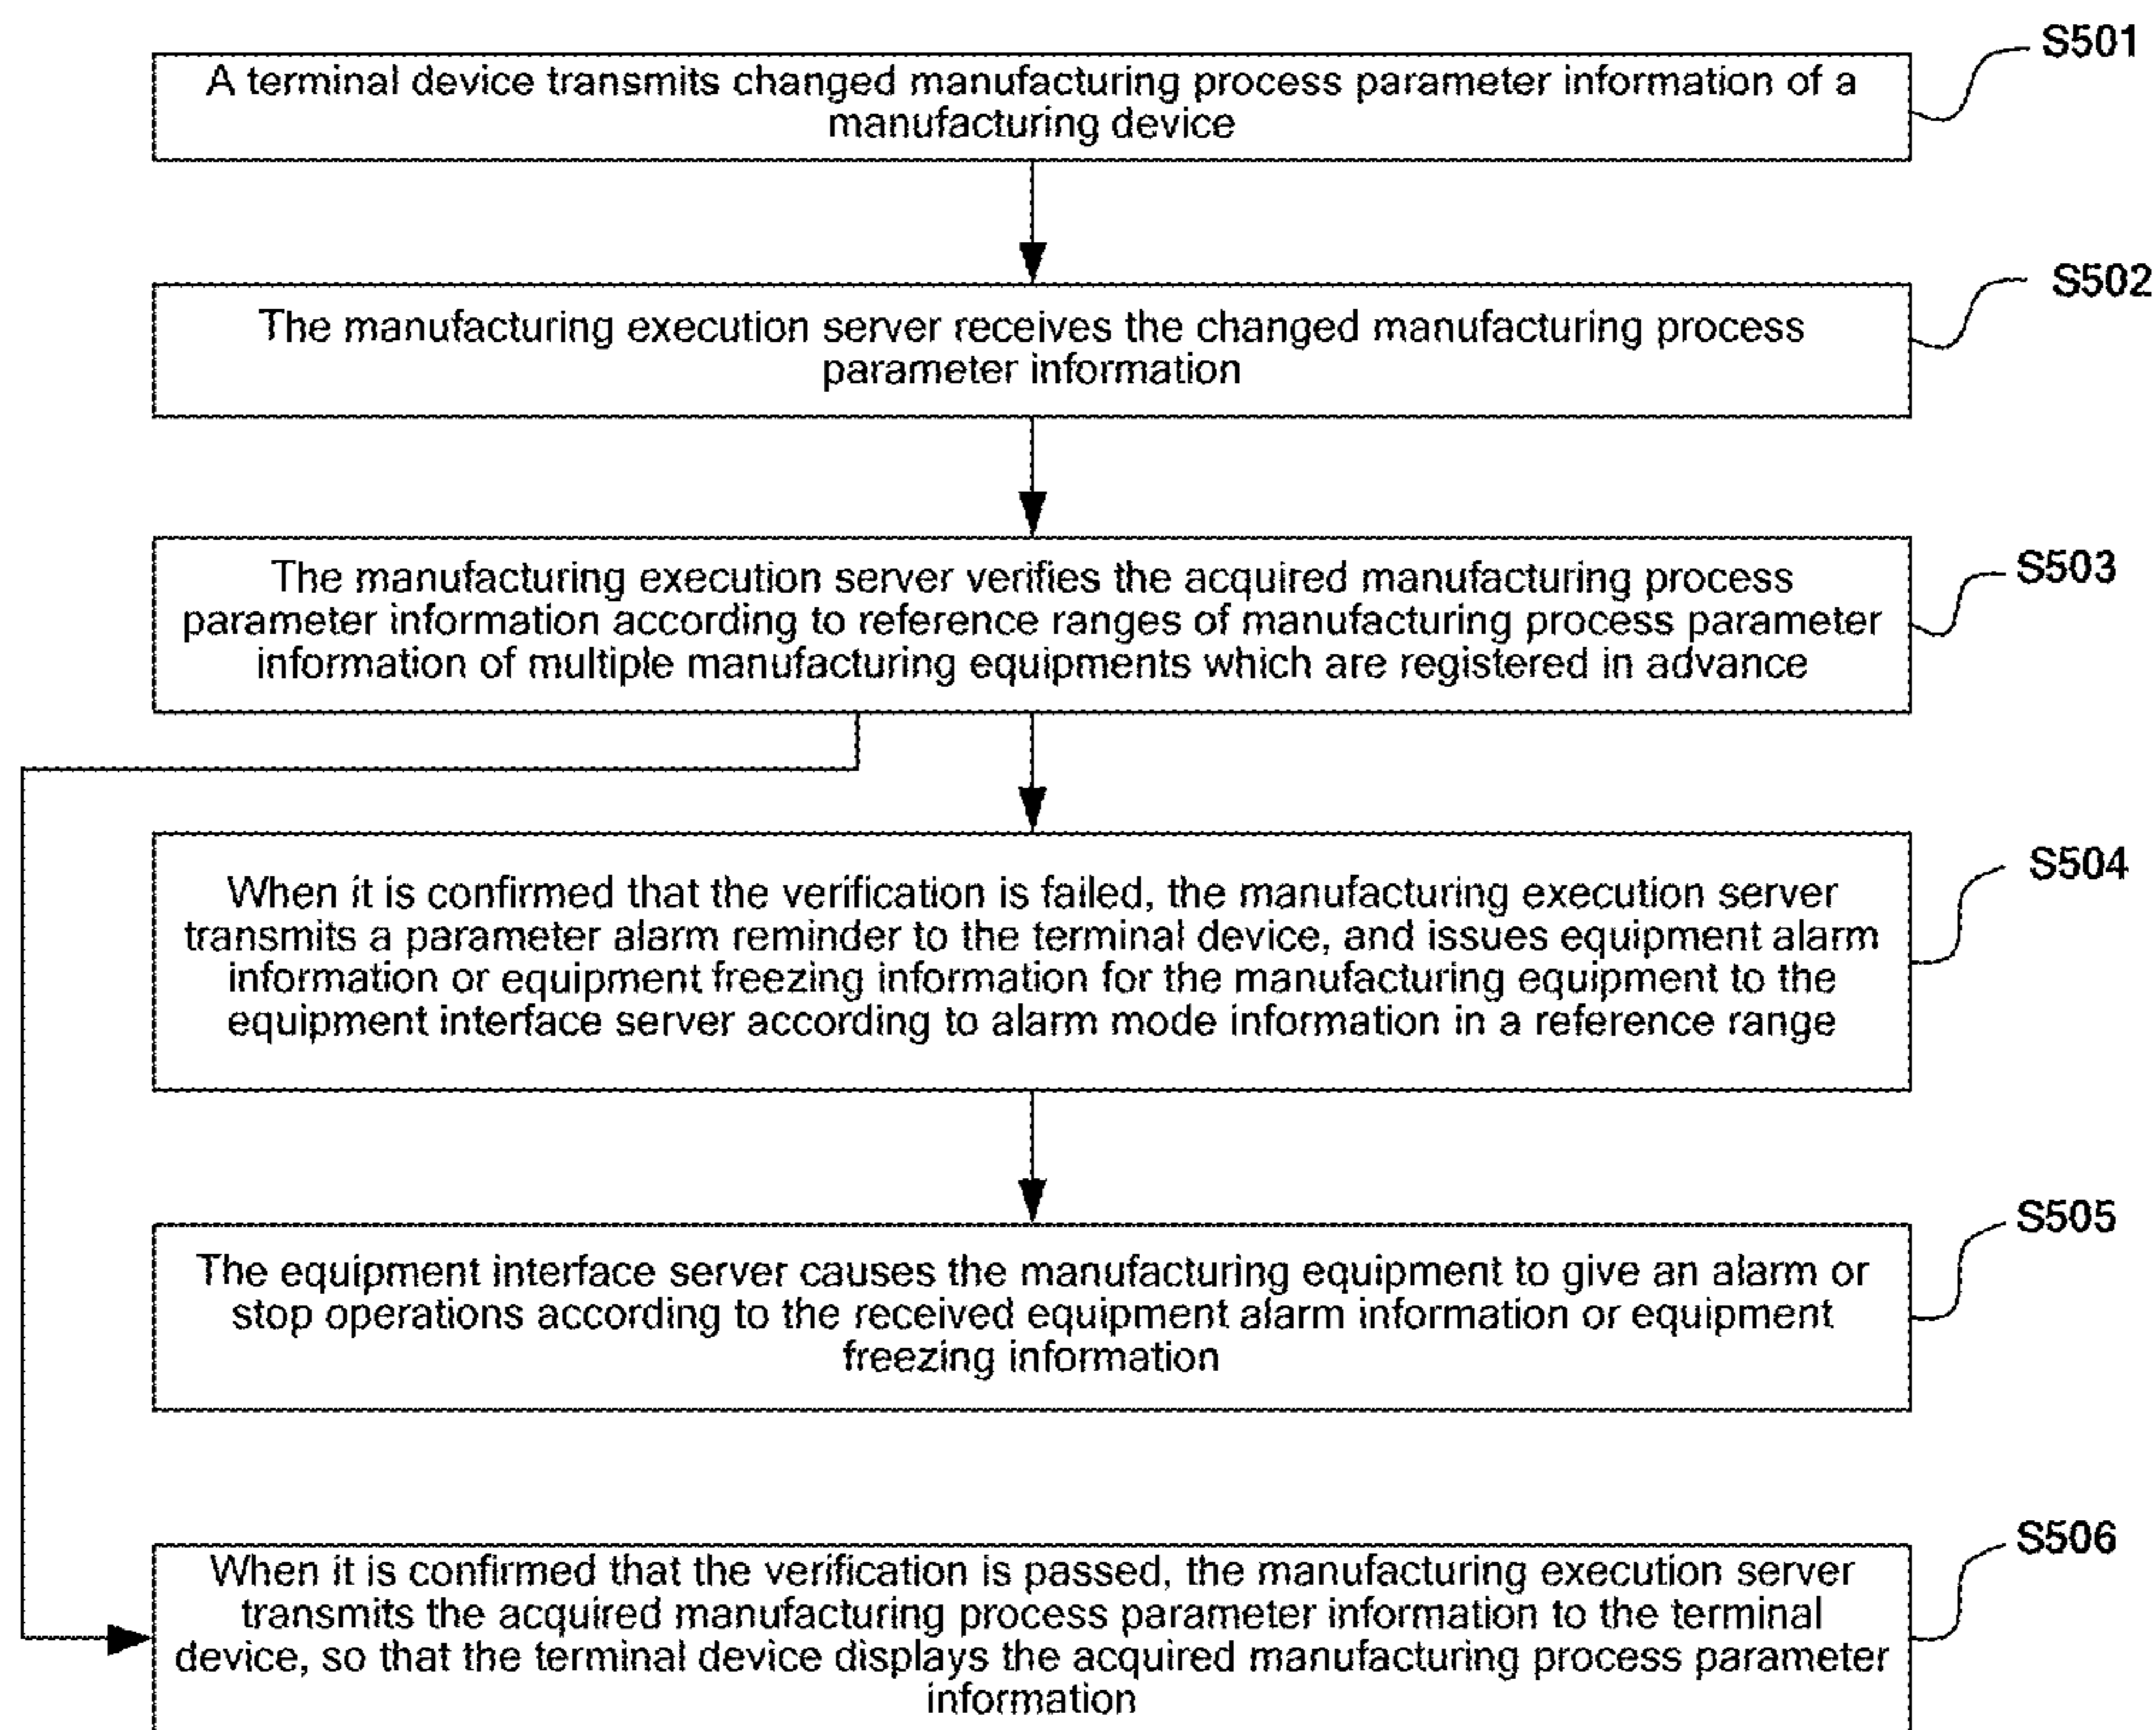 S501
A terminal device transmits changed manufacturing process parameter information of a
manufacturing device
S502
The manufacturing execution server receives the changed manufacturing process
parameter information
S503
The manufacturing execution server verifies the acquired manufacturing process
parameter information according to reference ranges of manufacturing process parameter
information of multiple manufacturing equipments which are registered in advance
S504
When it is confirmed that the verification is failed, the manufacturing execution server
transmits a parameter alarm reminder to the terminal device, and issues equipment alarm
information or equipment freezing information for the manufacturing equipment to the
equipment interface server according to alarm mode information in a reference range
S505
The equipment interface server causes the manufacturing equipment to give an alarm or
stop operations according to the received equipment alarm information or equipment
freezing information
S506
When it is confirmed that the verification is passed, the manufacturing execution server
transmits the acquired manufacturing process parameter information to the terminal
device, so that the terminal device displays the acquired manufacturing process parameter
information